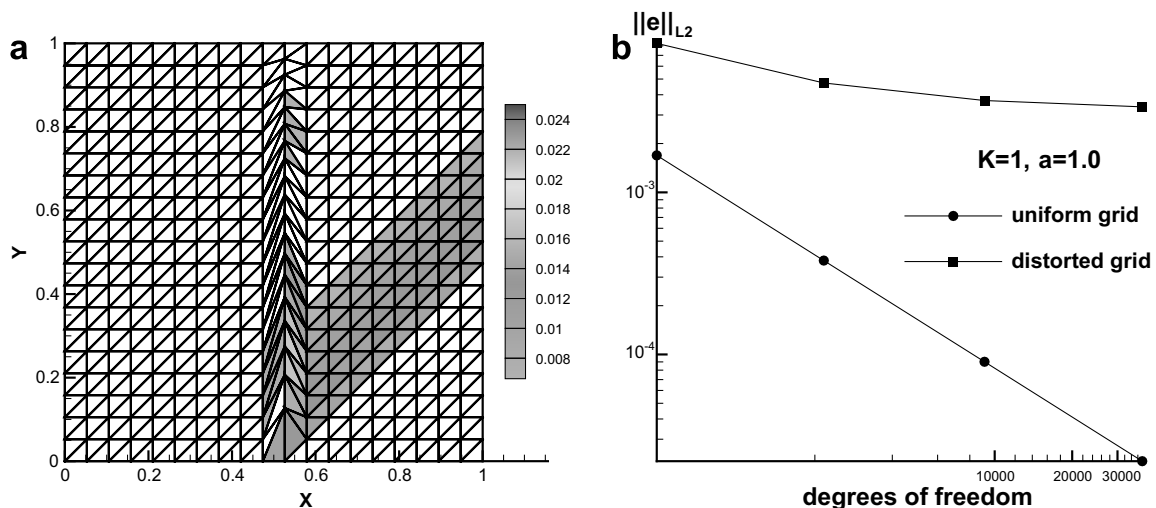 a
1
0.8
0.6
0.4
0.2
0
Y
0
0.2
0.4
0.6
0.8
1
X
0.024
0.022
0.02
0.018
0.016
0.014
0.012
0.01
0.008
b
||e||L2
10-3
10-4
K=1, a=1.0
uniform grid
distorted grid
10000
20000
30000
degrees of freedom